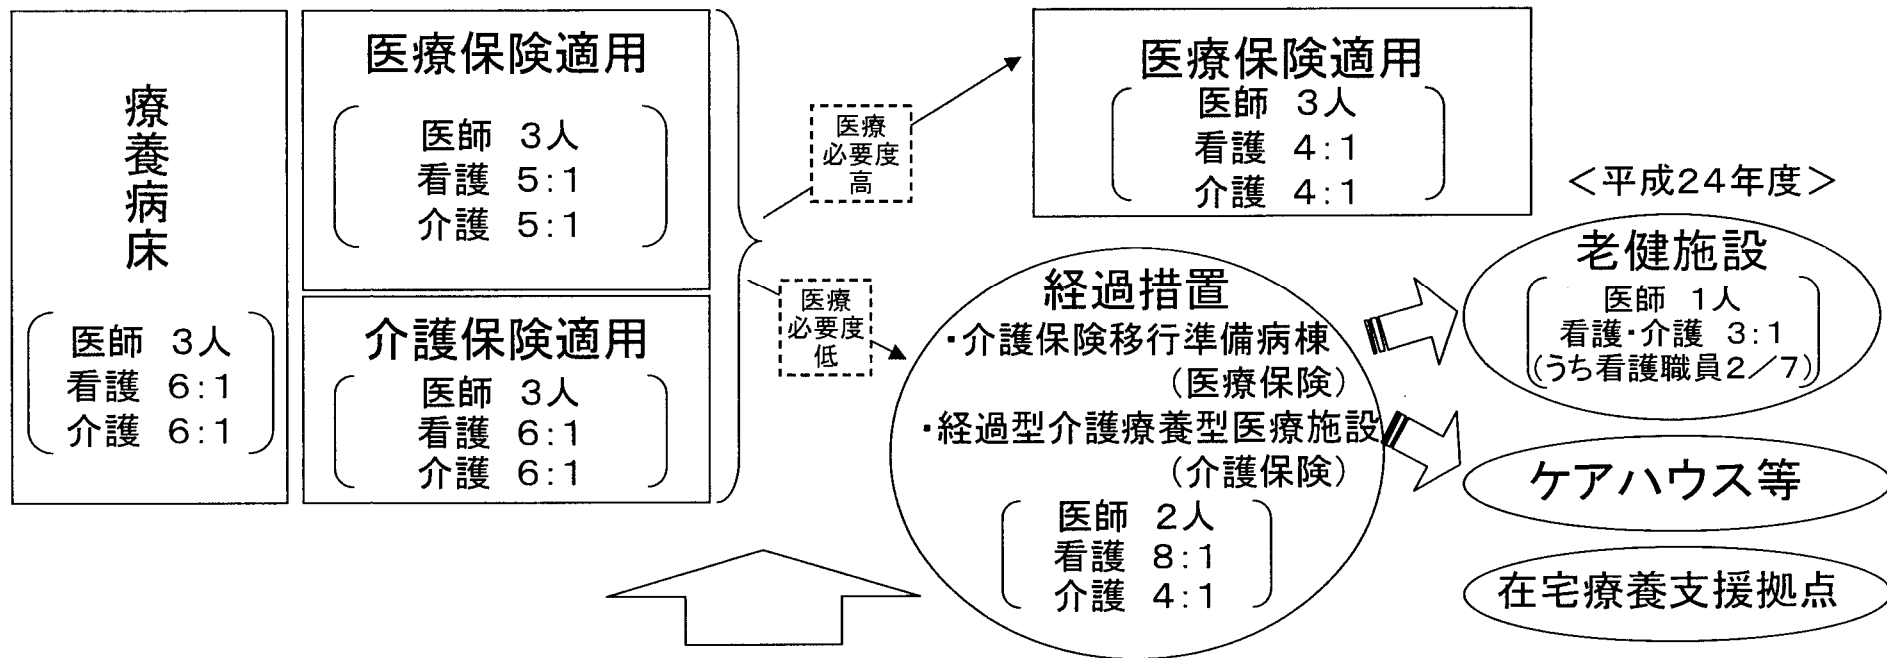 療養病床
医師 3人
看護 6:1
介護 6:1
医療保険適用
医師 3人
看護 5:1
介護 5:1
介護保険適用
医師 3人
看護 6:1
介護 6:1
医療
必要度
高
医療
必要度
低
医療保険適用
医師 3人
看護 4:1
介護 4:1
経過措置
・介護保険移行準備病棟
(医療保険)
・経過型介護療養型医療施設
(介護保険)
医師 2人
看護 8:1
介護 4:1
<平成24年度>
老健施設
医師 1人
看護・介護 3:1
(うち看護職員2/7)
ケアハウス等
在宅療養支援拠点